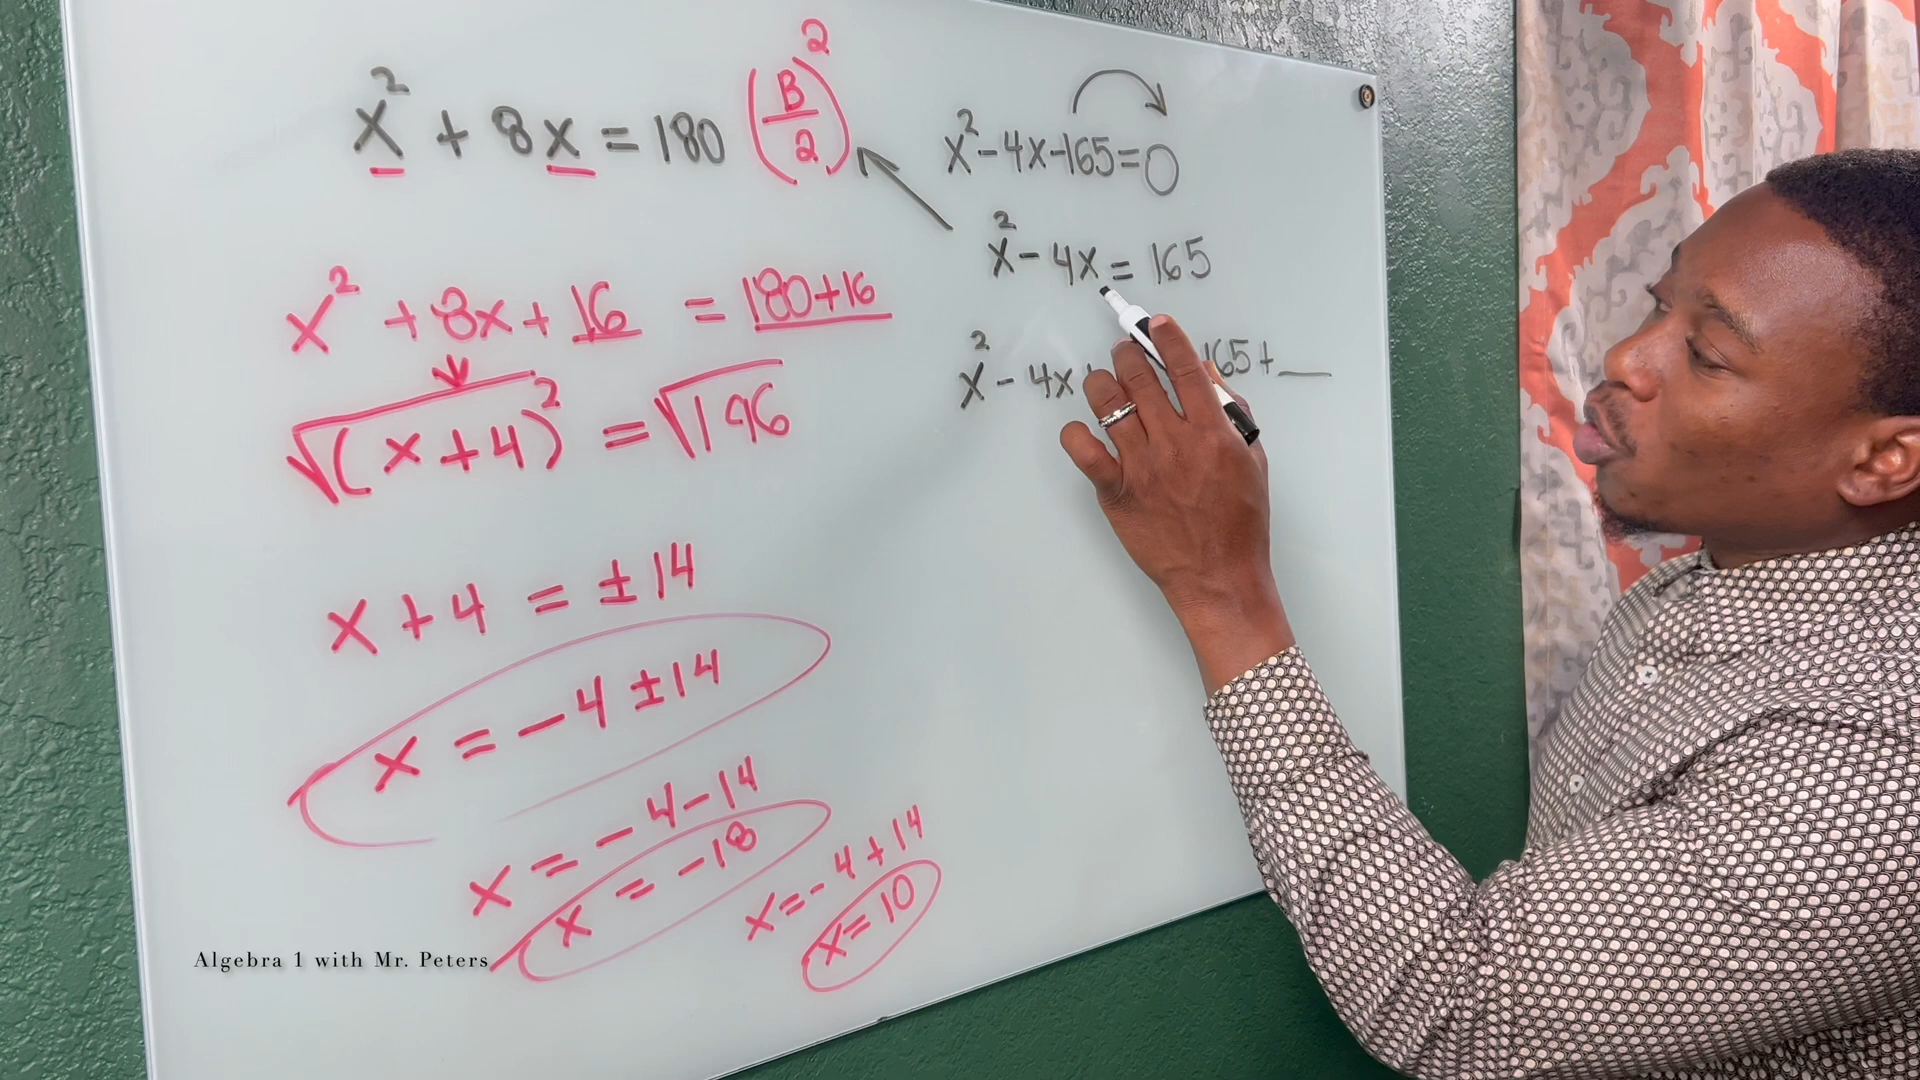 x² + 8x = 180 (B/2)²
x² + 8x + 16 = 180+16
√(x+4)² = √196
x + 4 = ±14
x = -4 ±14
x = -4-14
x = -18
x = -4+14
x = 10
x² - 4x - 165 = 0
x² - 4x = 165
x² - 4x 165 + __
Algebra 1 with Mr. Peters